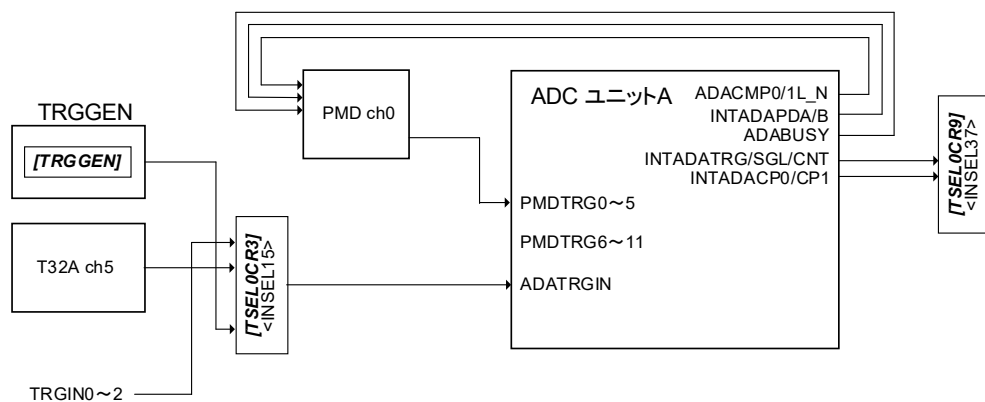 TRGGEN
[TRGGEN]
T32A ch5
TRGIN0～2
[TSEL0CR3]
<INSEL15>
PMD ch0
ADC ユニットA
ADACMP0/1L_N
INTADAPDA/B
ADABUSY
INTADATRG/SGL/CNT
INTADACP0/CP1
PMDTRG0～5
PMDTRG6～11
ADATRGIN
[TSEL0CR9]
<INSEL37>